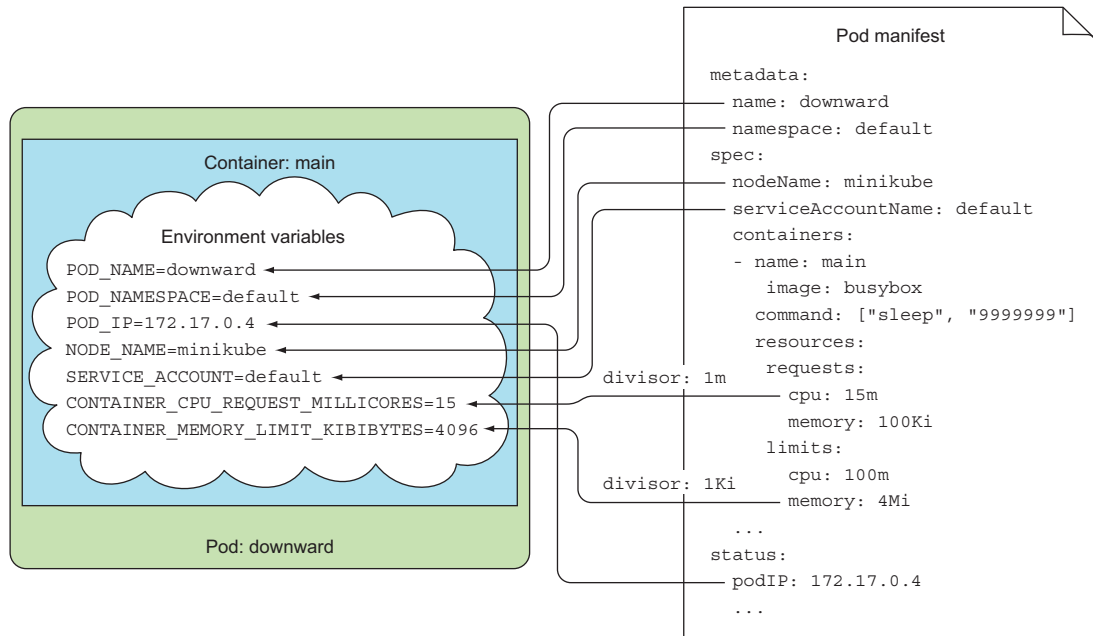 Container: main
Environment variables
POD_NAME=downward
POD_NAMESPACE=default
POD_IP=172.17.0.4
NODE_NAME=minikube
SERVICE_ACCOUNT=default
CONTAINER_CPU_REQUEST_MILLICORES=15
CONTAINER_MEMORY_LIMIT_KIBIBYTES=4096
Pod: downward
divisor: 1m
divisor: 1Ki
Pod manifest
metadata:
name: downward
namespace: default
spec:
nodeName: minikube
serviceAccountName: default
containers:
- name: main
image: busybox
command: ["sleep", "9999999"]
resources:
requests:
cpu: 15m
memory: 100Ki
limits:
cpu: 100m
memory: 4Mi
...
status:
podIP: 172.17.0.4
...